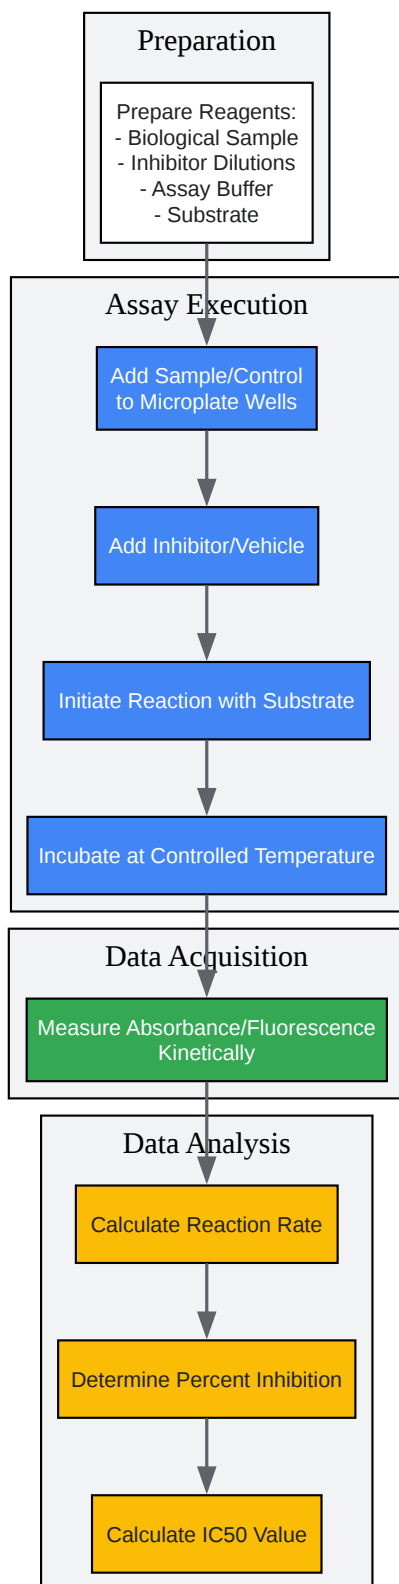 Preparation
Prepare Reagents:
- Biological Sample
- Inhibitor Dilutions
- Assay Buffer
- Substrate
Assay Execution
Add Sample/Control
to Microplate Wells
Add Inhibitor/Vehicle
Initiate Reaction with Substrate
Incubate at Controlled Temperature
Data Acquisition
Measure Absorbance/Fluorescence
Kinetically
Data Analysis
Calculate Reaction Rate
Determine Percent Inhibition
Calculate IC50 Value